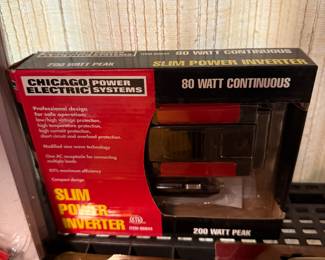 80 WATT CONTINUOUS
200 WATT PEAK
SLIM POWER INVERTER
CHICAGO ELECTRIC
POWER SYSTEMS
80 WATT CONTINUOUS
Professional design
for safe operation:
low/high voltage protection,
high temperature protection,
high current protection,
short circuit and overload protection.
Modified sine wave technology
One AC receptacle for connecting
multiple loads
maximum efficiency
Compact design
SLIM
POWER
INVERTER
ITEM
200 WATT PEAK